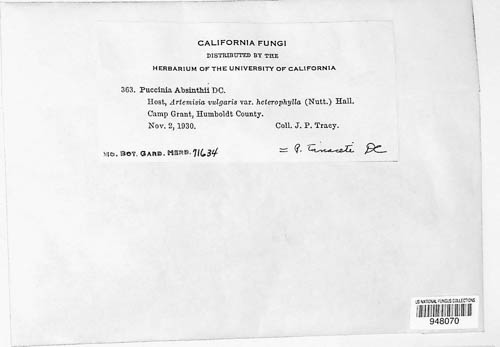 CALIFORNIA FUNGI
DISTRIBUTED BY THE
HERBARIUM OF THE UNIVERSITY OF CALIFORNIA
363. Puccinia Absinthii DC.
Host, Artemisia vulgaris var. heterophylla (Nutt.) Hall.
Camp Grant, Humboldt County.
Nov. 2, 1930. Coll. J. P. Tracy.
MO. BOT. GARD. HERB. 71634
= P. Tanaceti DC
US NATIONAL FUNGUS COLLECTIONS
948070